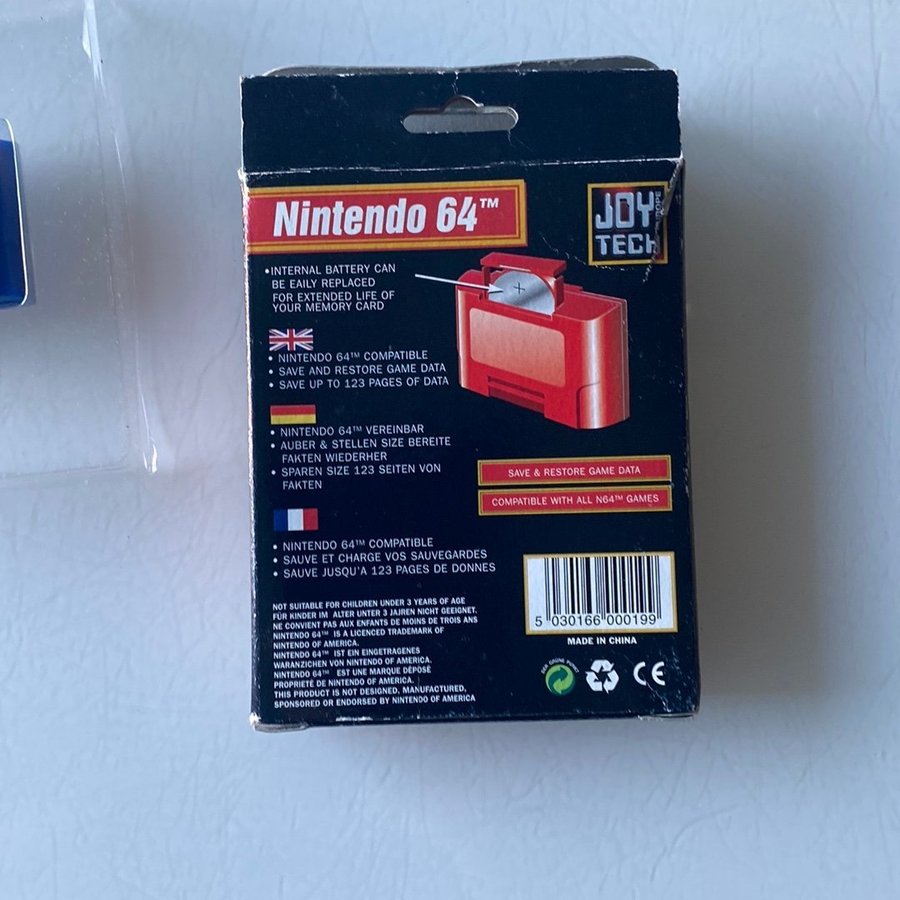 Nintendo 64™
JOY
TECH
EUROPE
•INTERNAL BATTERY CAN
BE EAILY REPLACED
FOR EXTENDED LIFE OF
YOUR MEMORY CARD
+
• NINTENDO 64™ COMPATIBLE
• SAVE AND RESTORE GAME DATA
• SAVE UP TO 123 PAGES OF DATA
• NINTENDO 64™ VEREINBAR
• AUBER & STELLEN SIZE BEREITE
FAKTEN WIEDERHER
• SPAREN SIZE 123 SEITEN VON
FAKTEN
SAVE & RESTORE GAME DATA
COMPATIBLE WITH ALL N64™ GAMES
• NINTENDO 64™ COMPATIBLE
• SAUVE ET CHARGE VOS SAUVEGARDES
• SAUVE JUSQU'A 123 PAGES DE DONNES
NOT SUITABLE FOR CHILDREN UNDER 3 YEARS OF AGE
FÜR KINDER IM ALTER UNTER 3 JAJREN NICHT GEEIGNET.
NE CONVIENT PAS AUX ENFANTS DE MOINS DE TROIS ANS
NINTENDO 64™ IS A LICENCED TRADEMARK OF
NINTENDO OF AMERICA.
NINTENDO 64™ IST EIN EINGETRAGENES
WARANZICHEN VON NINTENDO OF AMERICA.
NINTENDO 64™ EST UNE MARQUE DÉPOSÉ
PROPRIETÉ DE NINTENDO OF AMERICA.
THIS PRODUCT IS NOT DESIGNED, MANUFACTURED,
SPONSORED OR ENDORSED BY NINTENDO OF AMERICA
5 030166 000199
MADE IN CHINA
DER GRÜNE PUNKT
CE